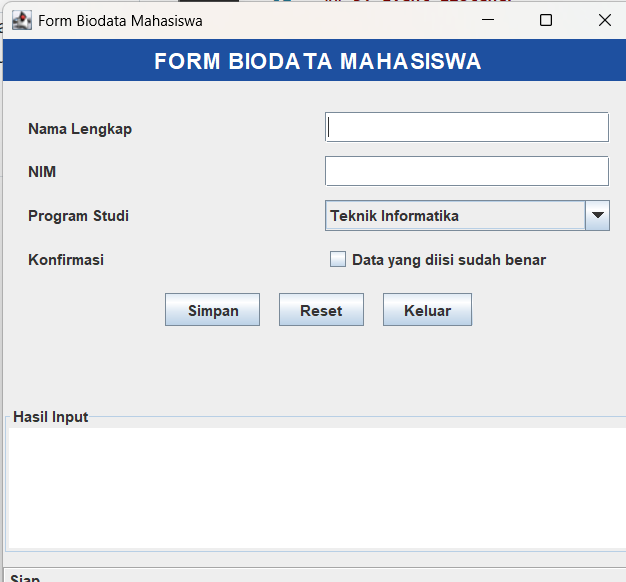 Form Biodata Mahasiswa
FORM BIODATA MAHASISWA
Nama Lengkap
NIM
Program Studi
Teknik Informatika
Konfirmasi
Data yang diisi sudah benar
Simpan
Reset
Keluar
Hasil Input
Siap